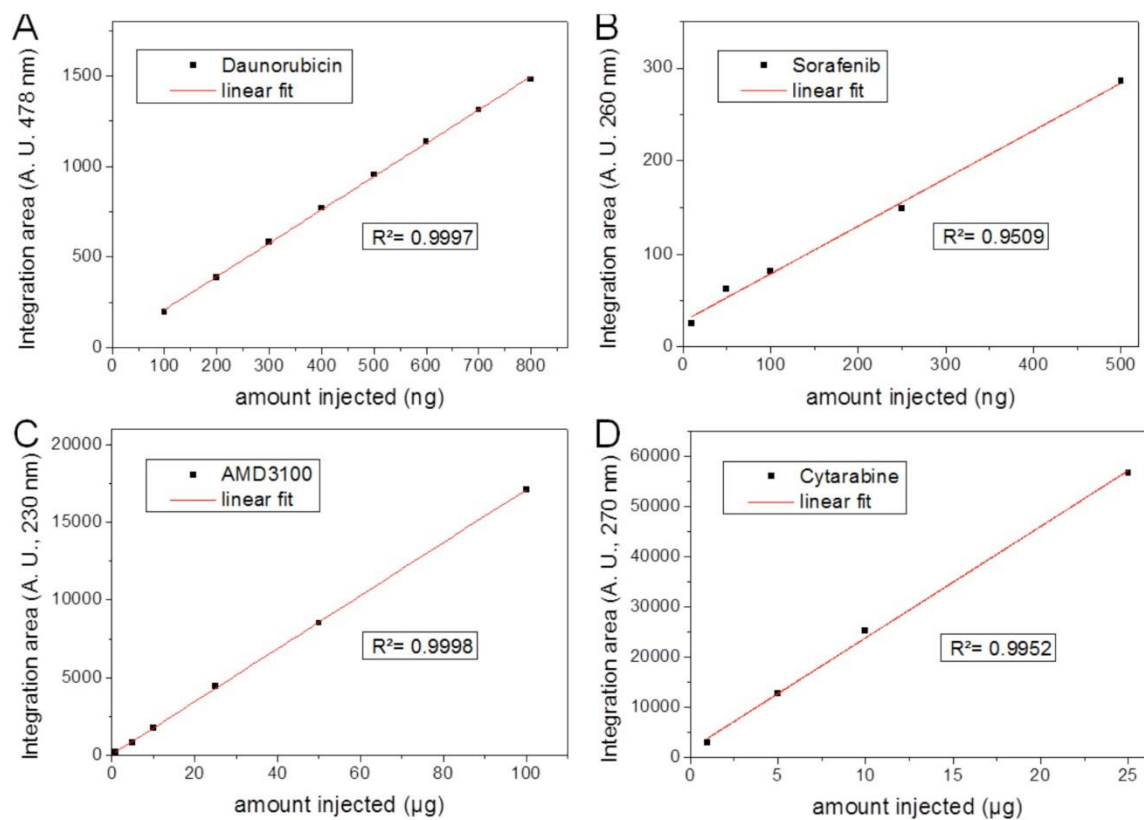 A
Daunorubicin
linear fit
R²= 0.9997
Integration area (A. U. 478 nm)
1500
1000
500
0
0 100 200 300 400 500 600 700 800
amount injected (ng)
B
Sorafenib
linear fit
R²= 0.9509
Integration area (A. U. 260 nm)
300
200
100
0
0 100 200 300 400 500
amount injected (ng)
C
AMD3100
linear fit
R²= 0.9998
Integration area (A. U., 230 nm)
20000
15000
10000
5000
0
0 20 40 60 80 100
amount injected (µg)
D
Cytarabine
linear fit
R²= 0.9952
Integration area (A. U., 270 nm)
60000
50000
40000
30000
20000
10000
0
0 5 10 15 20 25
amount injected (µg)